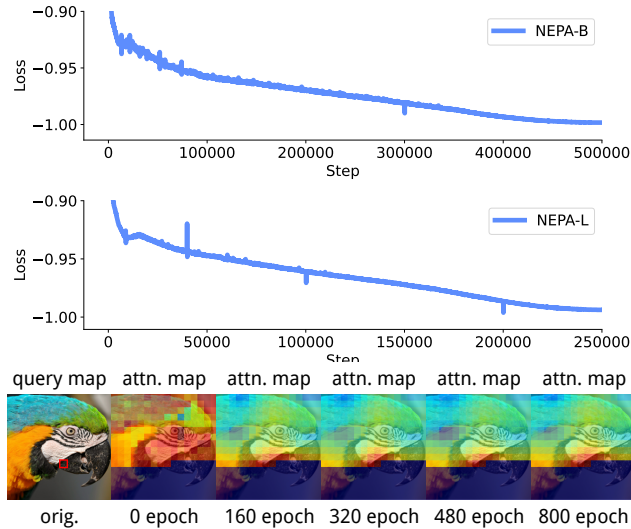 −0.90
NEPA-B
−0.95
Loss
−1.00
0 100000 200000 300000 400000 500000
Step
−0.90
NEPA-L
−0.95
Loss
−1.00
0 50000 100000 150000 200000 250000
Step
query map attn. map attn. map attn. map attn. map attn. map
orig. 0 epoch 160 epoch 320 epoch 480 epoch 800 epoch